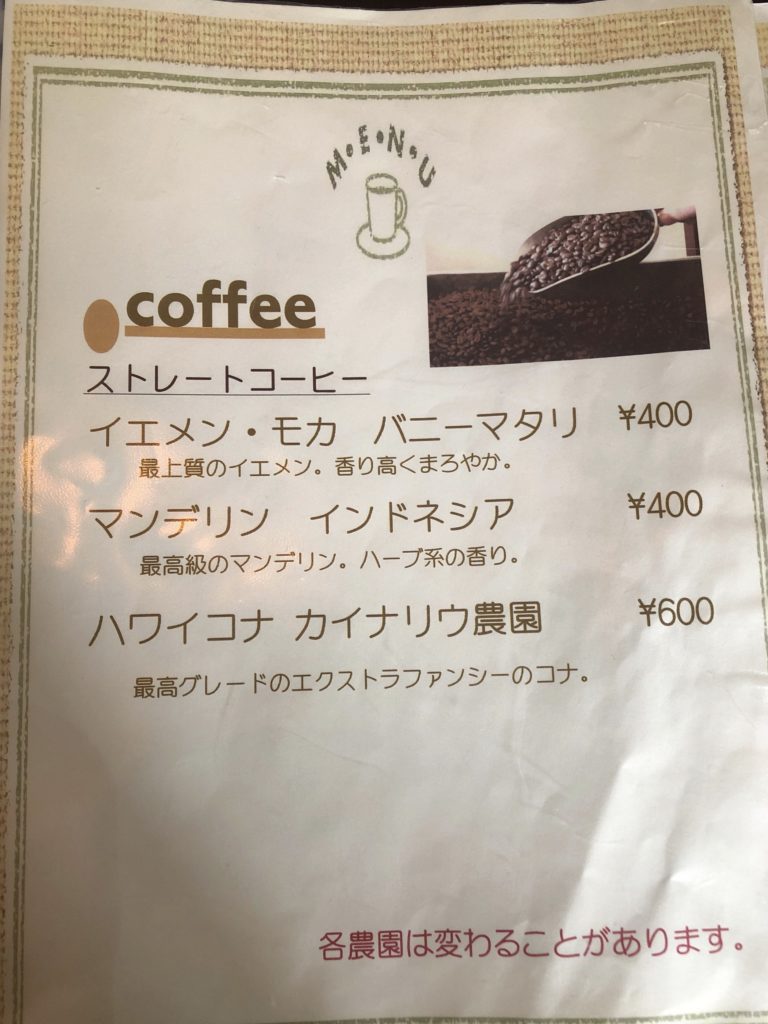 M・E・N・U
coffee
ストレートコーヒー
イエメン・モカ バニーマタリ ¥400
最上質のイエメン。香り高くまろやか。
マンデリン インドネシア ¥400
最高級のマンデリン。ハーブ系の香り。
ハワイコナ カイナリウ農園 ¥600
最高グレードのエクストラファンシーのコナ。
各農園は変わることがあります。